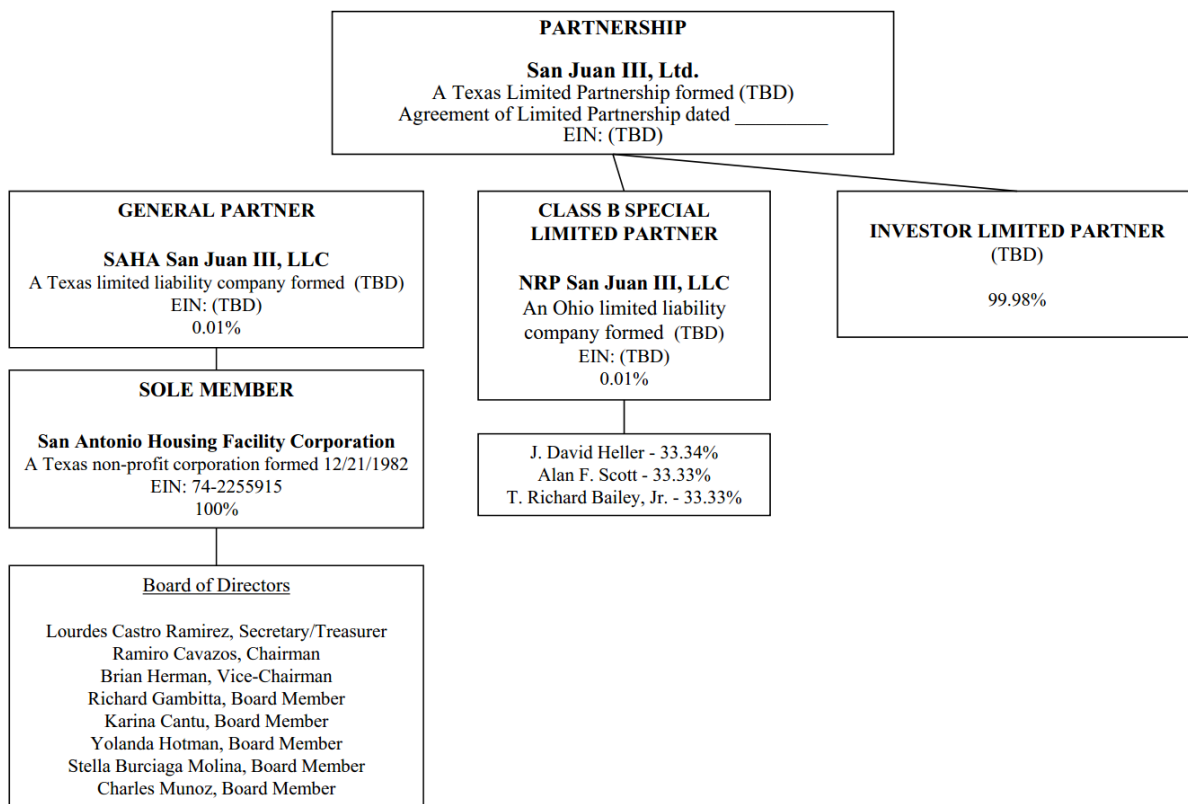 PARTNERSHIP
San Juan III, Ltd.
A Texas Limited Partnership formed (TBD)
Agreement of Limited Partnership dated __________
EIN: (TBD)
GENERAL PARTNER
SAHA San Juan III, LLC
A Texas limited liability company formed (TBD)
EIN: (TBD)
0.01%
SOLE MEMBER
San Antonio Housing Facility Corporation
A Texas non-profit corporation formed 12/21/1982
EIN: 74-2255915
100%
Board of Directors
Lourdes Castro Ramirez, Secretary/Treasurer
Ramiro Cavazos, Chairman
Brian Herman, Vice-Chairman
Richard Gambitta, Board Member
Karina Cantu, Board Member
Yolanda Hotman, Board Member
Stella Burciaga Molina, Board Member
Charles Munoz, Board Member
CLASS B SPECIAL
LIMITED PARTNER
NRP San Juan III, LLC
An Ohio limited liability
company formed (TBD)
EIN: (TBD)
0.01%
J. David Heller - 33.34%
Alan F. Scott - 33.33%
T. Richard Bailey, Jr. - 33.33%
INVESTOR LIMITED PARTNER
(TBD)
99.98%